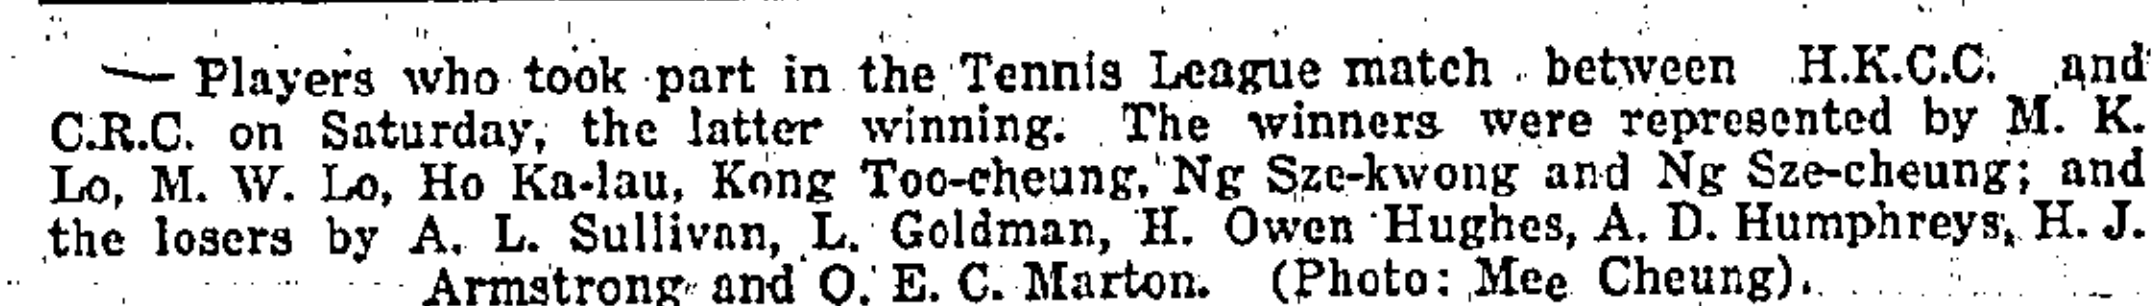 — Players who took part in the Tennis League match between H.K.C.C. and
C.R.C. on Saturday, the latter winning. The winners were represented by M. K.
Lo, M. W. Lo, Ho Ka-lau, Kong Too-cheung, Ng Sze-kwong and Ng Sze-cheung; and
the losers by A. L. Sullivan, L. Goldman, H. Owen Hughes, A. D. Humphreys, H. J.
Armstrong and O. E. C. Marton. (Photo: Mee Cheung).